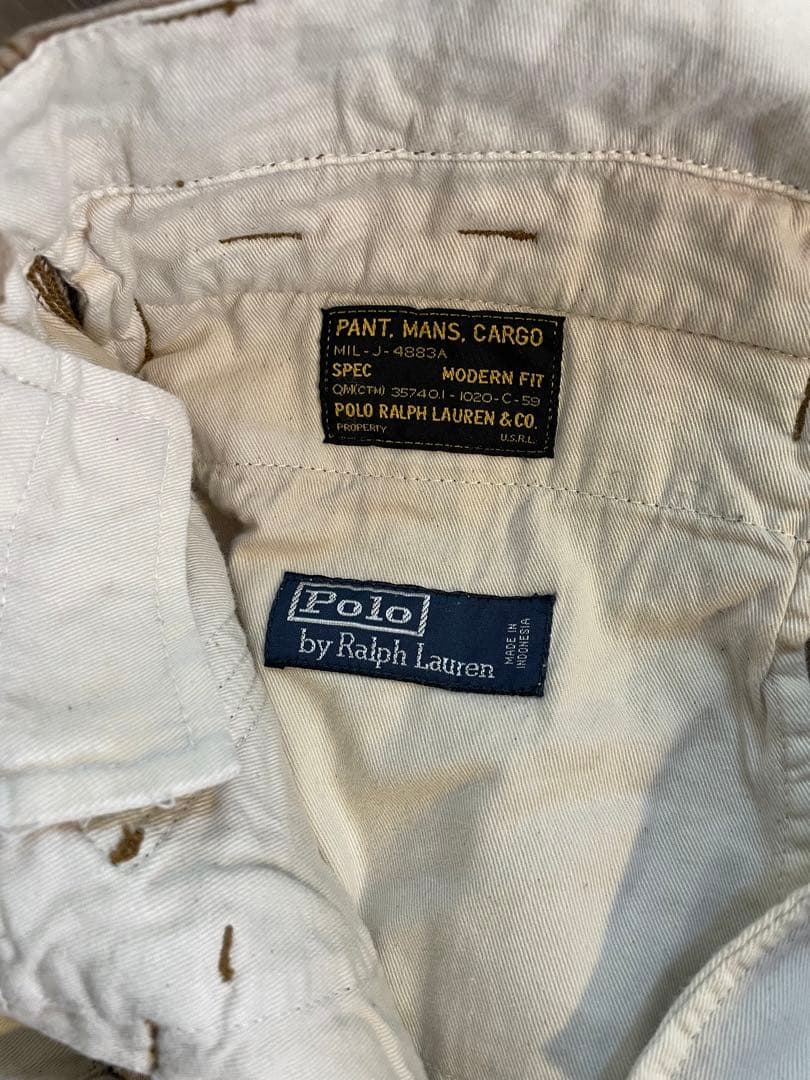 PANT, MANS, CARGO
MIL-J-4883A
SPEC MODERN FIT
QM(CTM) 35740.1-1020-C-59
POLO RALPH LAUREN & CO.
PROPERTY U.S.R.L.
Polo
by Ralph Lauren
MADE IN
INDONESIA